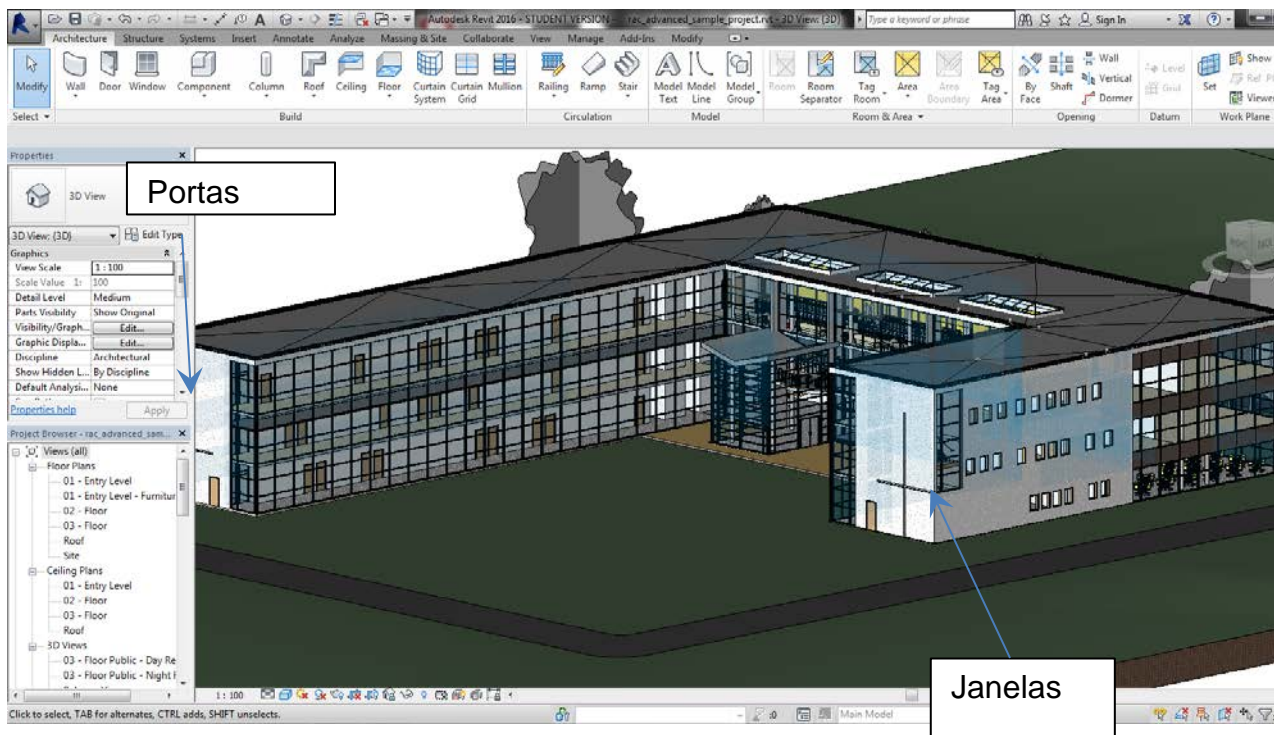 Autodesk Revit 2016 - STUDENT VERSION - rac_advanced_sample_project.rvt - 3D View: {3D}
Type a keyword or phrase
Sign In
Architecture Structure Systems Insert Annotate Analyze Massing & Site Collaborate View Manage Add-Ins Modify
Modify
Wall
Door
Window
Component
Column
Roof
Ceiling
Floor
Curtain System
Curtain Grid
Mullion
Railing
Ramp
Stair
Model Text
Model Line
Model Group
Room
Room Separator
Tag Room
Area
Area Boundary
Tag Area
By Face
Shaft
Wall
Vertical
Dormer
Level
Grid
Set
Show
Ref Pl
Viewer
Select
Build
Circulation
Model
Room & Area
Opening
Datum
Work Plane
Properties
3D View
Portas
3D View: {3D}
Edit Type
Graphics
View Scale 1 : 100
Scale Value 1: 100
Detail Level Medium
Parts Visibility Show Original
Visibility/Graph... Edit...
Graphic Displa... Edit...
Discipline Architectural
Show Hidden L... By Discipline
Default Analysi... None
Properties help
Apply
Project Browser - rac_advanced_sam...
Views (all)
Floor Plans
01 - Entry Level
01 - Entry Level - Furnitur
02 - Floor
03 - Floor
Roof
Site
Ceiling Plans
01 - Entry Level
02 - Floor
03 - Floor
Roof
3D Views
03 - Floor Public - Day Re
03 - Floor Public - Night
Janelas
1 : 100
Click to select, TAB for alternates, CTRL adds, SHIFT unselects.
:0
Main Model